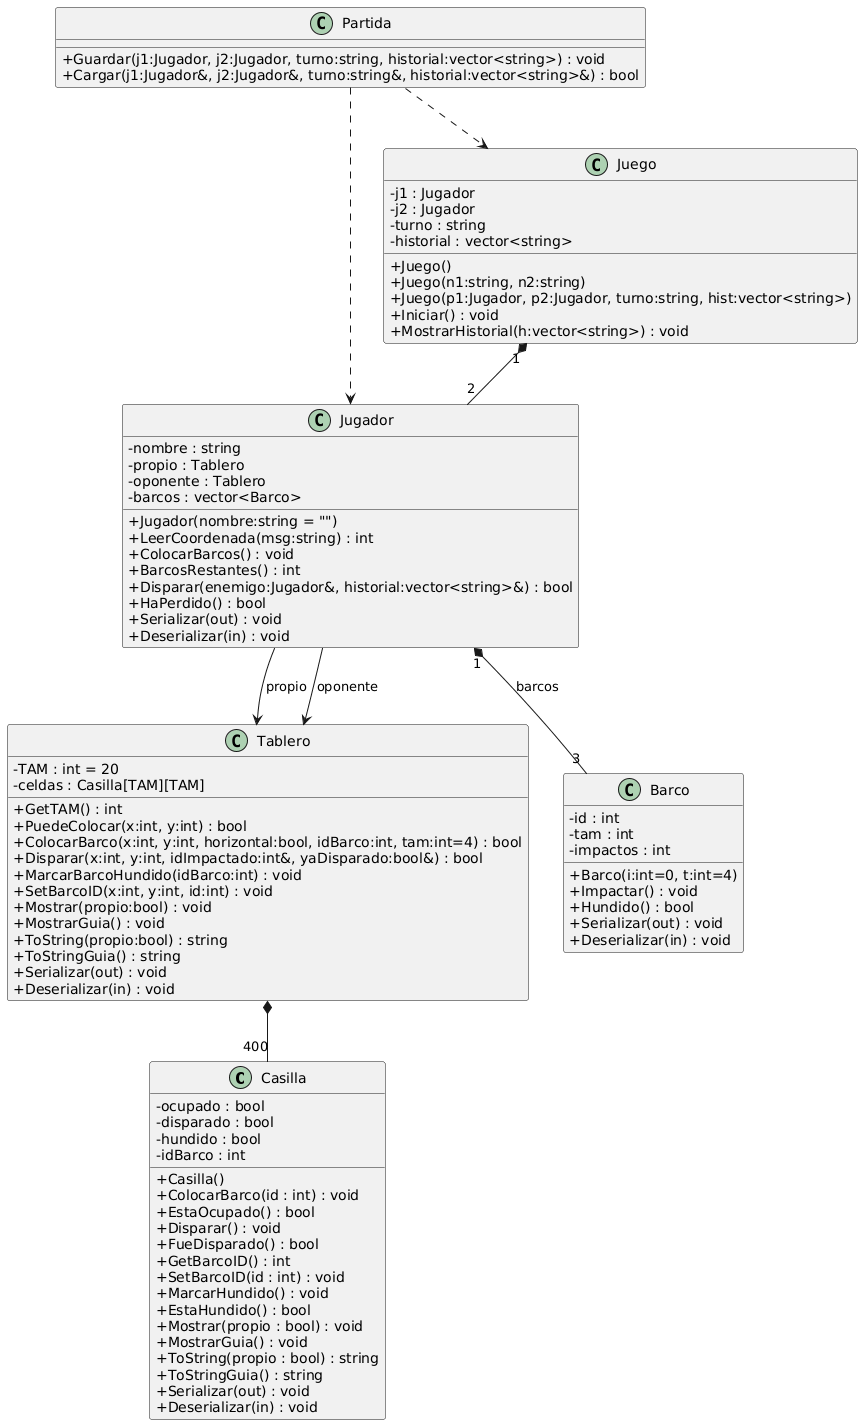 C Partida
+Guardar(j1:Jugador, j2:Jugador, turno:string, historial:vector<string>) : void
+Cargar(j1:Jugador&, j2:Jugador&, turno:string&, historial:vector<string>&) : bool
C Juego
-j1 : Jugador
-j2 : Jugador
-turno : string
-historial : vector<string>
+Juego()
+Juego(n1:string, n2:string)
+Juego(p1:Jugador, p2:Jugador, turno:string, hist:vector<string>)
+Iniciar() : void
+MostrarHistorial(h:vector<string>) : void
1
2
C Jugador
-nombre : string
-propio : Tablero
-oponente : Tablero
-barcos : vector<Barco>
+Jugador(nombre:string = "")
+LeerCoordenada(msg:string) : int
+ColocarBarcos() : void
+BarcosRestantes() : int
+Disparar(enemigo:Jugador&, historial:vector<string>&) : bool
+HaPerdido() : bool
+Serializar(out) : void
+Deserializar(in) : void
1
propio
oponente
barcos
3
C Tablero
-TAM : int = 20
-celdas : Casilla[TAM][TAM]
+GetTAM() : int
+PuedeColocar(x:int, y:int) : bool
+ColocarBarco(x:int, y:int, horizontal:bool, idBarco:int, tam:int=4) : bool
+Disparar(x:int, y:int, idImpactado:int&, yaDisparado:bool&) : bool
+MarcarBarcoHundido(idBarco:int) : void
+SetBarcoID(x:int, y:int, id:int) : void
+Mostrar(propio:bool) : void
+MostrarGuia() : void
+ToString(propio:bool) : string
+ToStringGuia() : string
+Serializar(out) : void
+Deserializar(in) : void
C Barco
-id : int
-tam : int
-impactos : int
+Barco(i:int=0, t:int=4)
+Impactar() : void
+Hundido() : bool
+Serializar(out) : void
+Deserializar(in) : void
400
C Casilla
-ocupado : bool
-disparado : bool
-hundido : bool
-idBarco : int
+Casilla()
+ColocarBarco(id : int) : void
+EstaOcupado() : bool
+Disparar() : void
+FueDisparado() : bool
+GetBarcoID() : int
+SetBarcoID(id : int) : void
+MarcarHundido() : void
+EstaHundido() : bool
+Mostrar(propio : bool) : void
+MostrarGuia() : void
+ToString(propio : bool) : string
+ToStringGuia() : string
+Serializar(out) : void
+Deserializar(in) : void